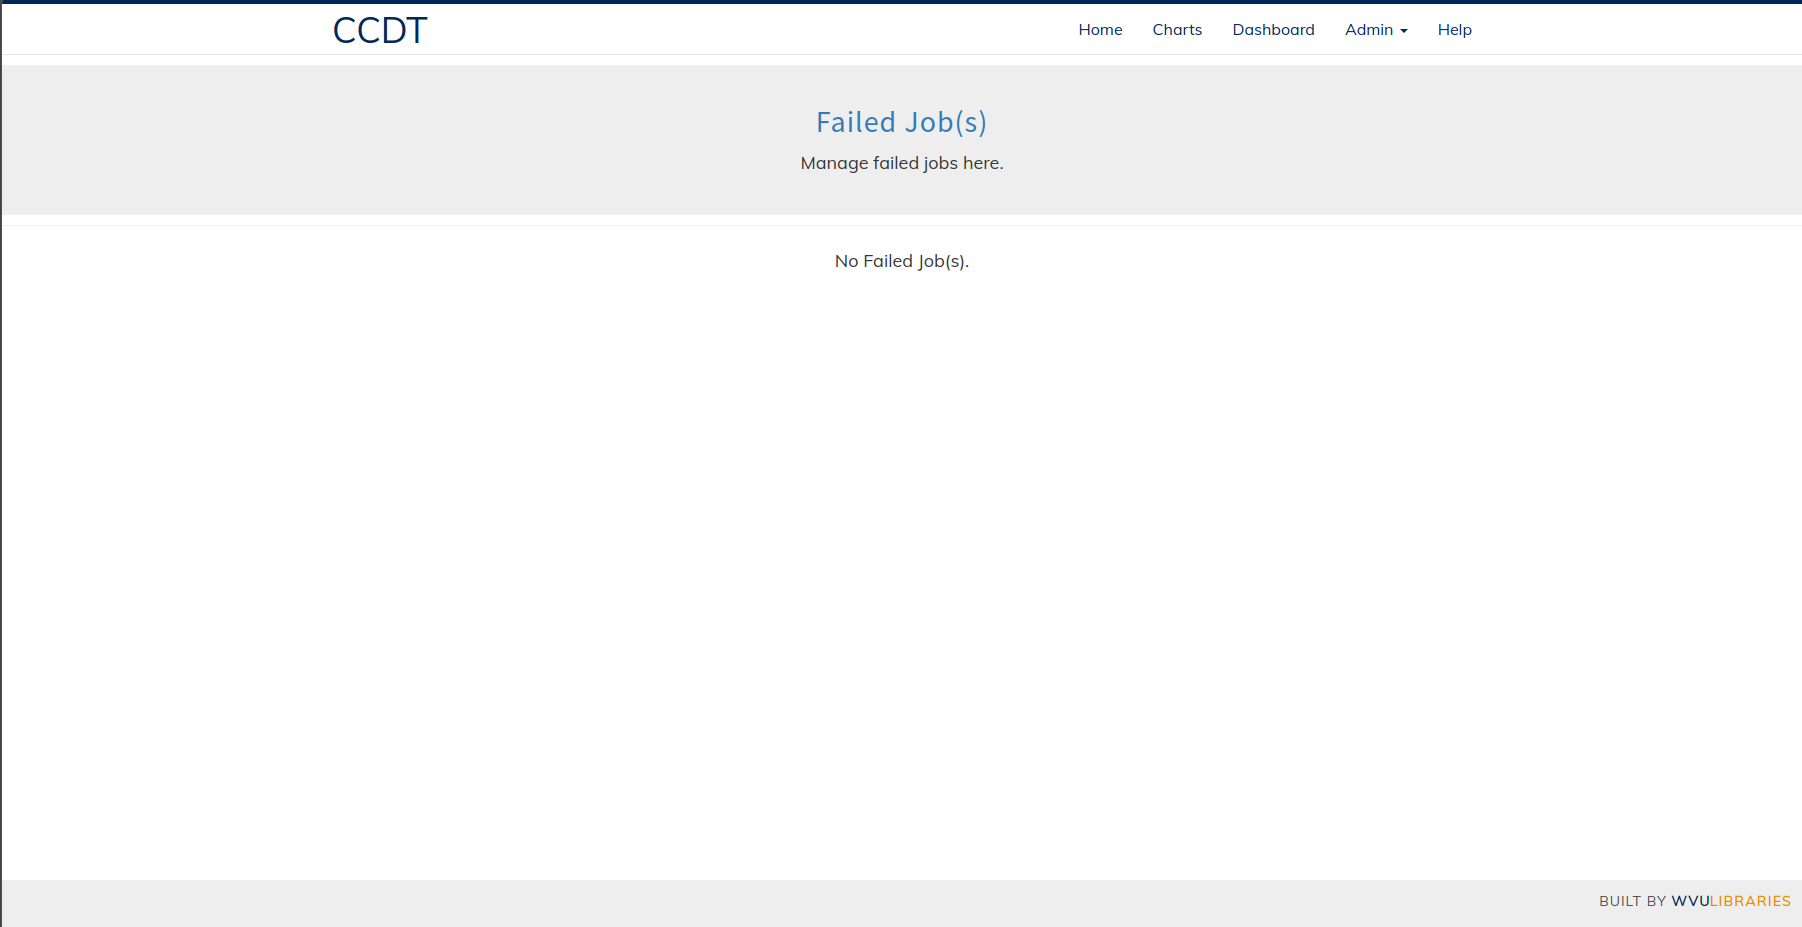 CCDT Home Charts Dashboard Admin Help
Failed Job(s)
Manage failed jobs here.
No Failed Job(s).
BUILT BY WVULIBRARIES